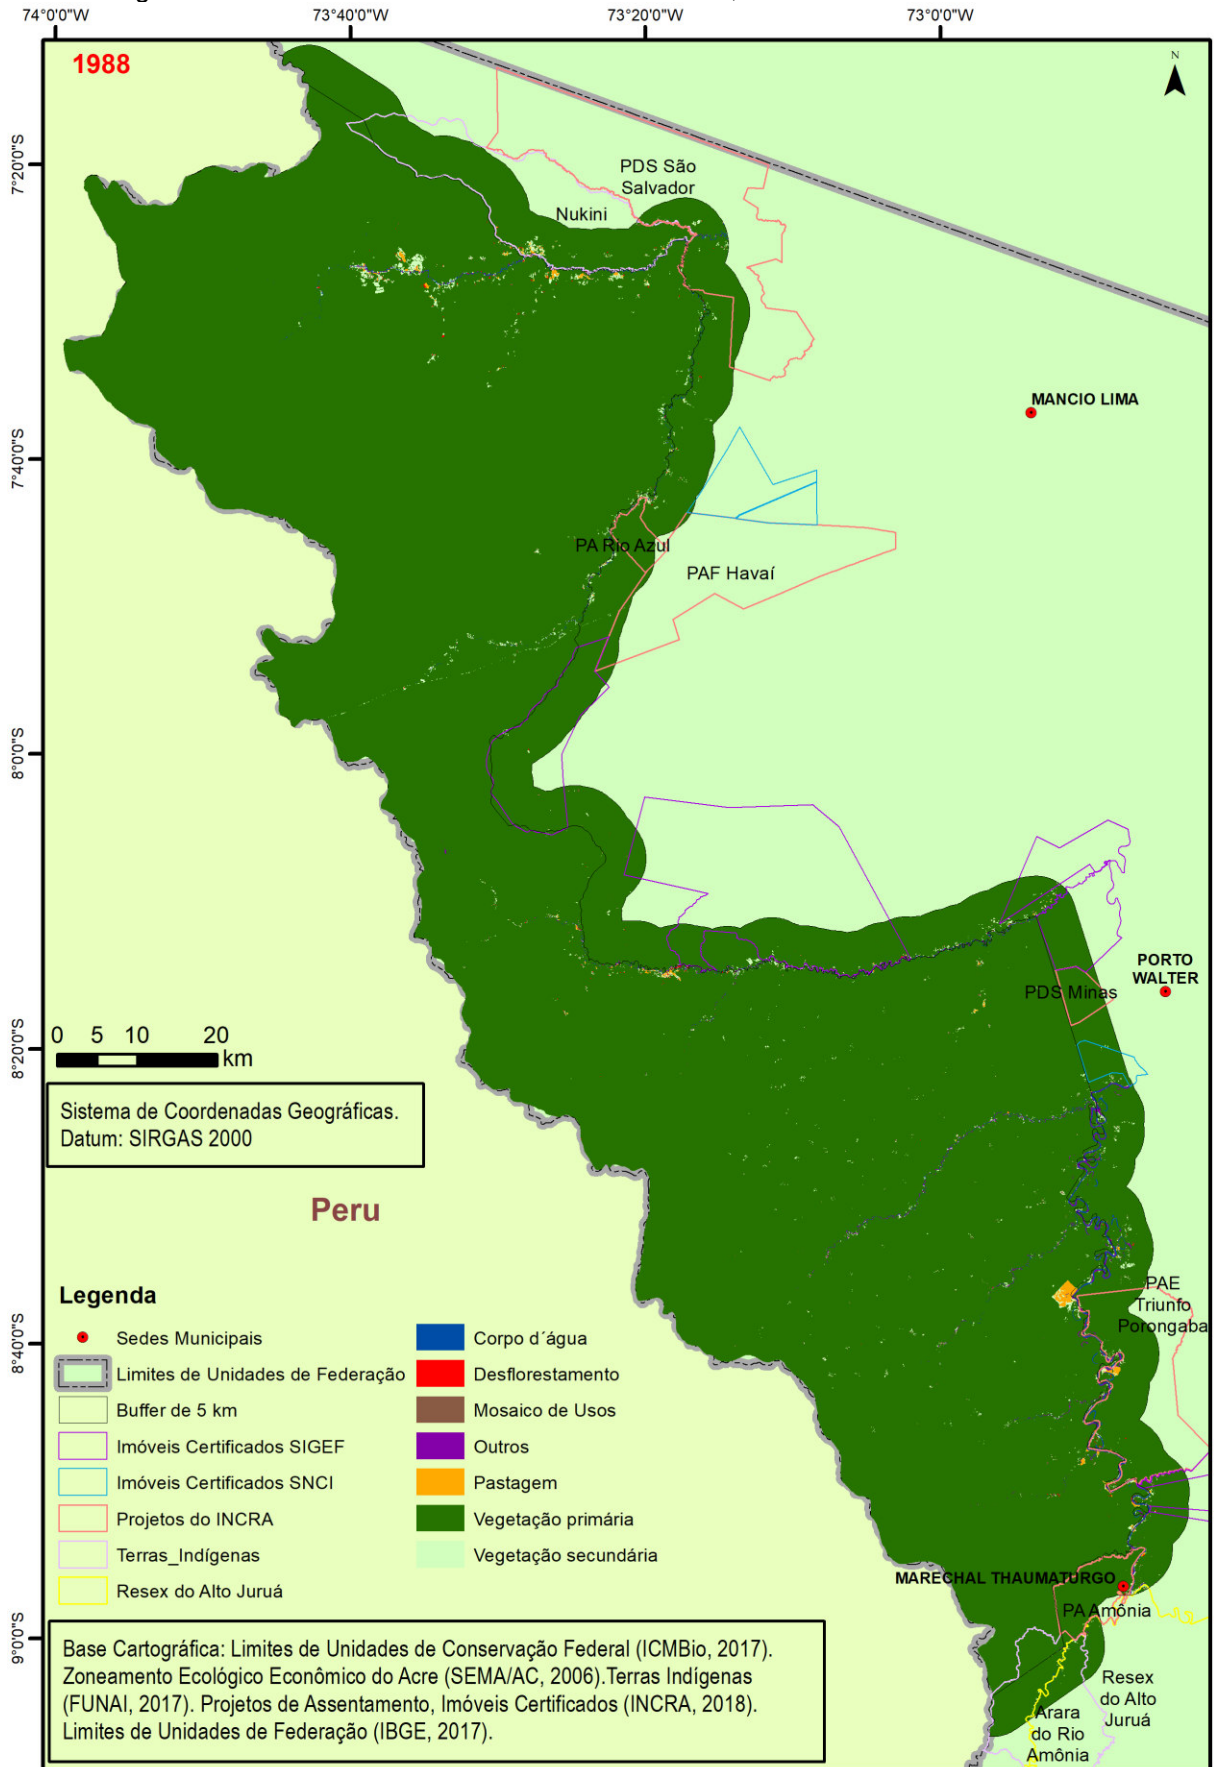 74°0'0"W
73°40'0"W
73°20'0"W
73°0'0"W
1988
N
7°20'0"S
7°40'0"S
8°0'0"S
8°20'0"S
8°40'0"S
9°0'0"S
PDS São
Salvador
Nukini
MANCIO LIMA
PA Rio Azul
PAF Havaí
PORTO
WALTER
PDS Minas
0 5 10 20
km
Sistema de Coordenadas Geográficas.
Datum: SIRGAS 2000
Peru
PAE
Triunfo
Porongaba
Legenda
Sedes Municipais
Limites de Unidades de Federação
Buffer de 5 km
Imóveis Certificados SIGEF
Imóveis Certificados SNCI
Projetos do INCRA
Terras_Indígenas
Resex do Alto Juruá
Corpo d´água
Desflorestamento
Mosaico de Usos
Outros
Pastagem
Vegetação primária
Vegetação secundária
MARECHAL THAUMATURGO
PA Amônia
Resex
do Alto
Juruá
Arara
do Rio
Amônia
Base Cartográfica: Limites de Unidades de Conservação Federal (ICMBio, 2017).
Zoneamento Ecológico Econômico do Acre (SEMA/AC, 2006).Terras Indígenas
(FUNAI, 2017). Projetos de Assentamento, Imóveis Certificados (INCRA, 2018).
Limites de Unidades de Federação (IBGE, 2017).